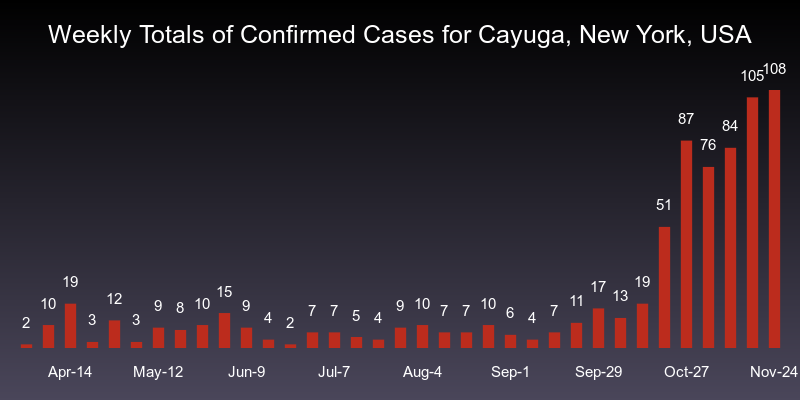 Weekly Totals of Confirmed Cases for Cayuga, New York, USA
2 10 19 3 12 3 9 8 10 15 9 4 2 7 7 5 4 9 10 7 7 10 6 4 7 11 17 13 19 51 87 76 84 105 108
Apr-14 May-12 Jun-9 Jul-7 Aug-4 Sep-1 Sep-29 Oct-27 Nov-24